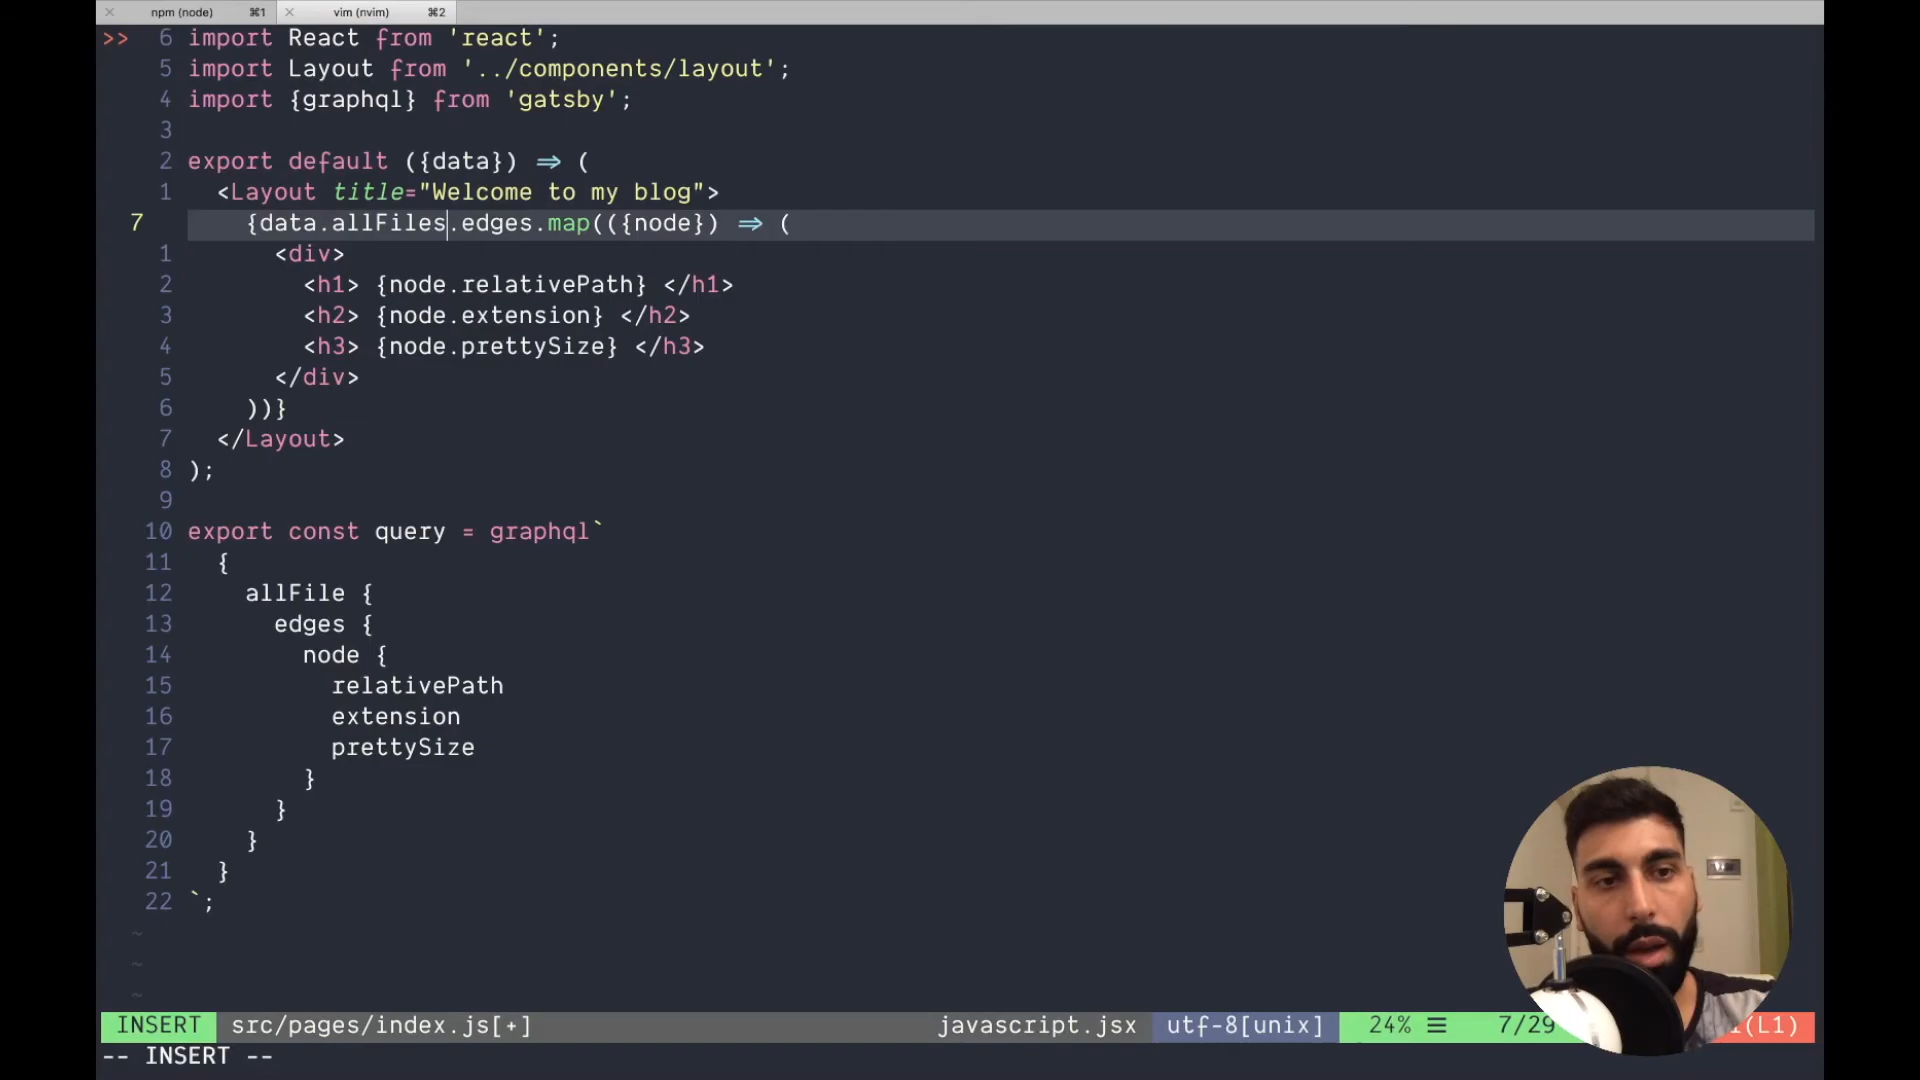 npm (node) ⌘1 vim (nvim) ⌘2
>> 6 import React from 'react';
5 import Layout from '../components/layout';
4 import {graphql} from 'gatsby';
3
2 export default ({data}) => (
1 <Layout title="Welcome to my blog">
7 {data.allFiles.edges.map(({node}) => (
1 <div>
2 <h1> {node.relativePath} </h1>
3 <h2> {node.extension} </h2>
4 <h3> {node.prettySize} </h3>
5 </div>
6 ))}
7 </Layout>
8 );
9
10 export const query = graphql`
11 {
12 allFile {
13 edges {
14 node {
15 relativePath
16 extension
17 prettySize
18 }
19 }
20 }
21 }
22 `;
~
~
~
INSERT src/pages/index.js[+] javascript.jsx utf-8[unix] 24% ☰ 7/29 (L1)
-- INSERT --